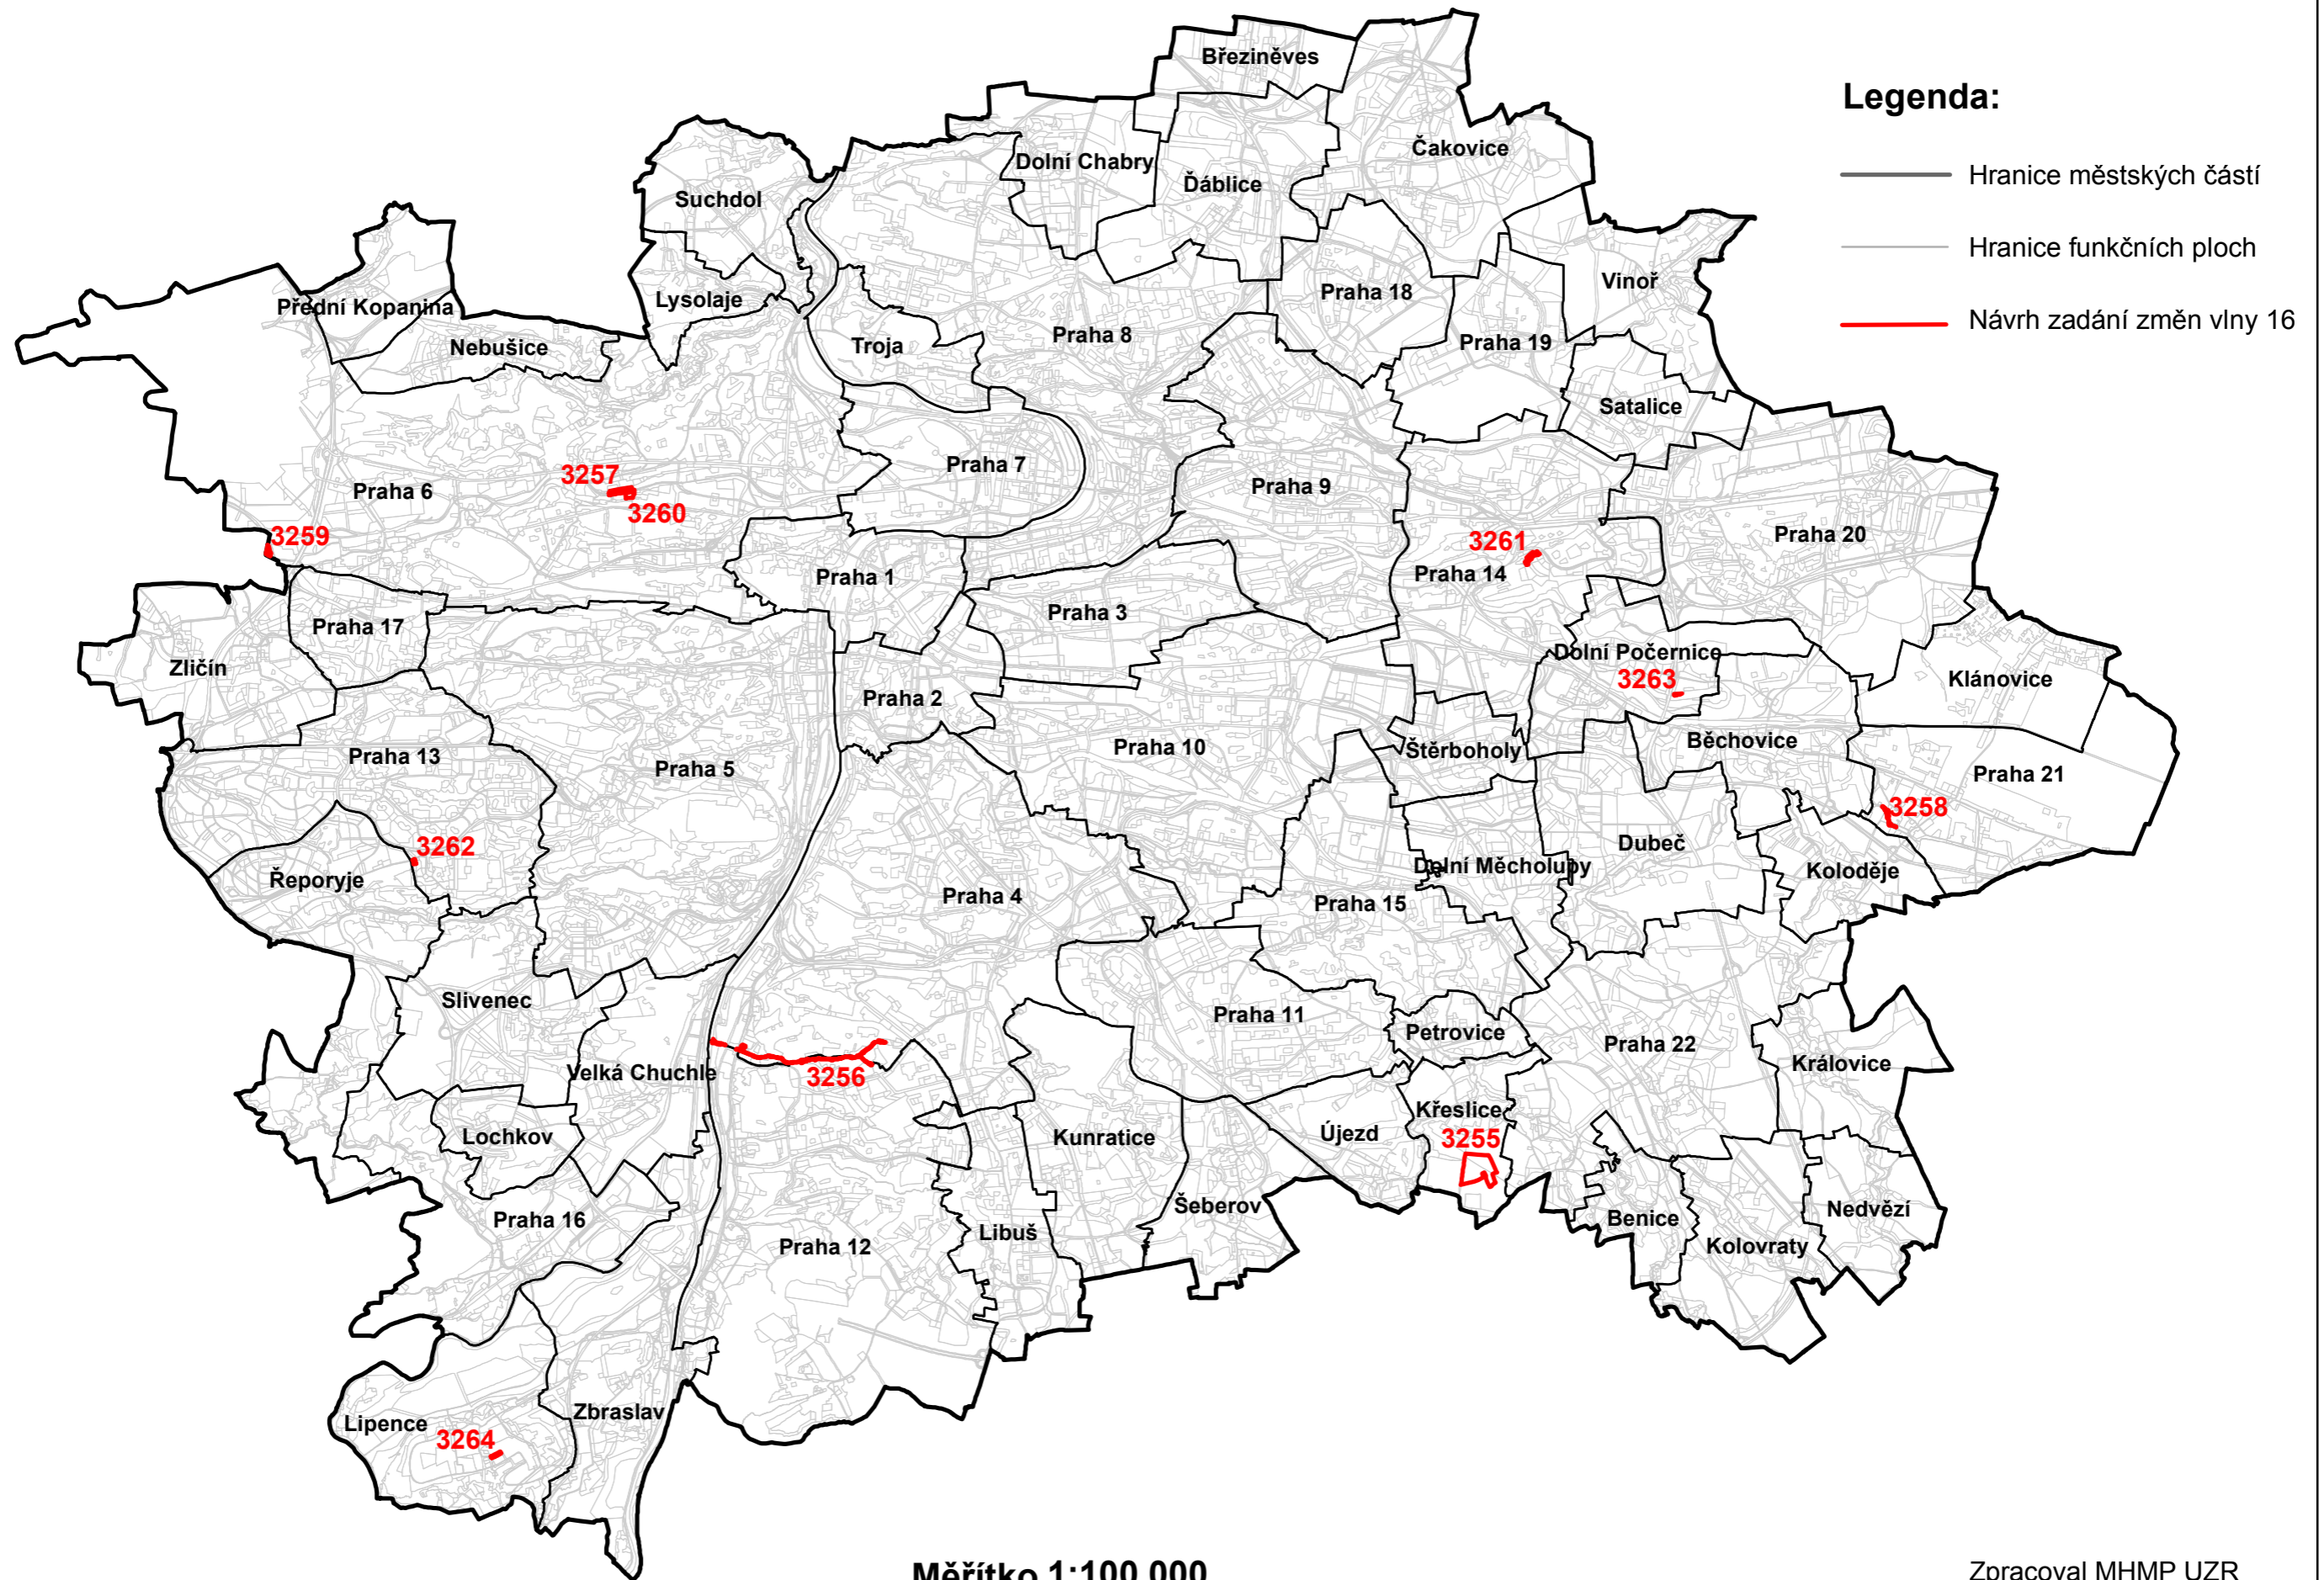 Březiněves
Legenda:
Dolní Chabry
Čakovice
Ďáblice
Hranice městských částí
Suchdol
Hranice funkčních ploch
Vinoř
Lysolaje
Praha 18
Přední Kopanina
Návrh zadání změn vlny 16
Nebušice
Troja
Praha 8
Praha 19
Satalice
Praha 7
3257
Praha 6
Praha 9
3260
3259
3261
Praha 20
Praha 1
Praha 14
Praha 3
Praha 17
Dolní Počernice
Zličín
3263
Klánovice
Praha 2
Praha 13
Praha 5
Praha 10
Štěrboholy
Běchovice
Praha 21
3258
3262
Dubeč
Řeporyje
Dolní Měcholupy
Koloděje
Praha 4
Praha 15
Slivenec
Praha 11
Petrovice
Praha 22
Velká Chuchle
3256
Královice
Křeslice
Lochkov
Kunratice
Újezd
3255
Šeberov
Praha 16
Benice
Nedvězí
Praha 12
Libuš
Kolovraty
Lipence
Zbraslav
3264
Měřítko 1:100 000
Zpracoval MHMP UZR